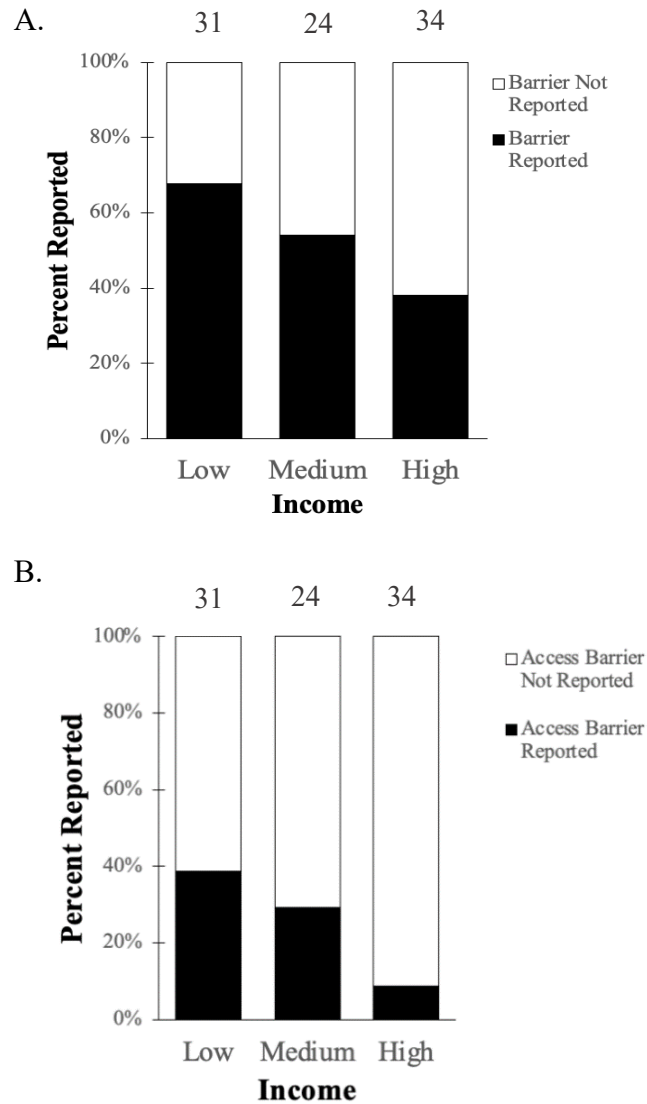 A.
31 24 34
100%
80%
60%
40%
20%
0%
Percent Reported
Barrier Not
Reported
Barrier
Reported
Low Medium High
Income
B.
31 24 34
100%
80%
60%
40%
20%
0%
Percent Reported
Access Barrier
Not Reported
Access Barrier
Reported
Low Medium High
Income